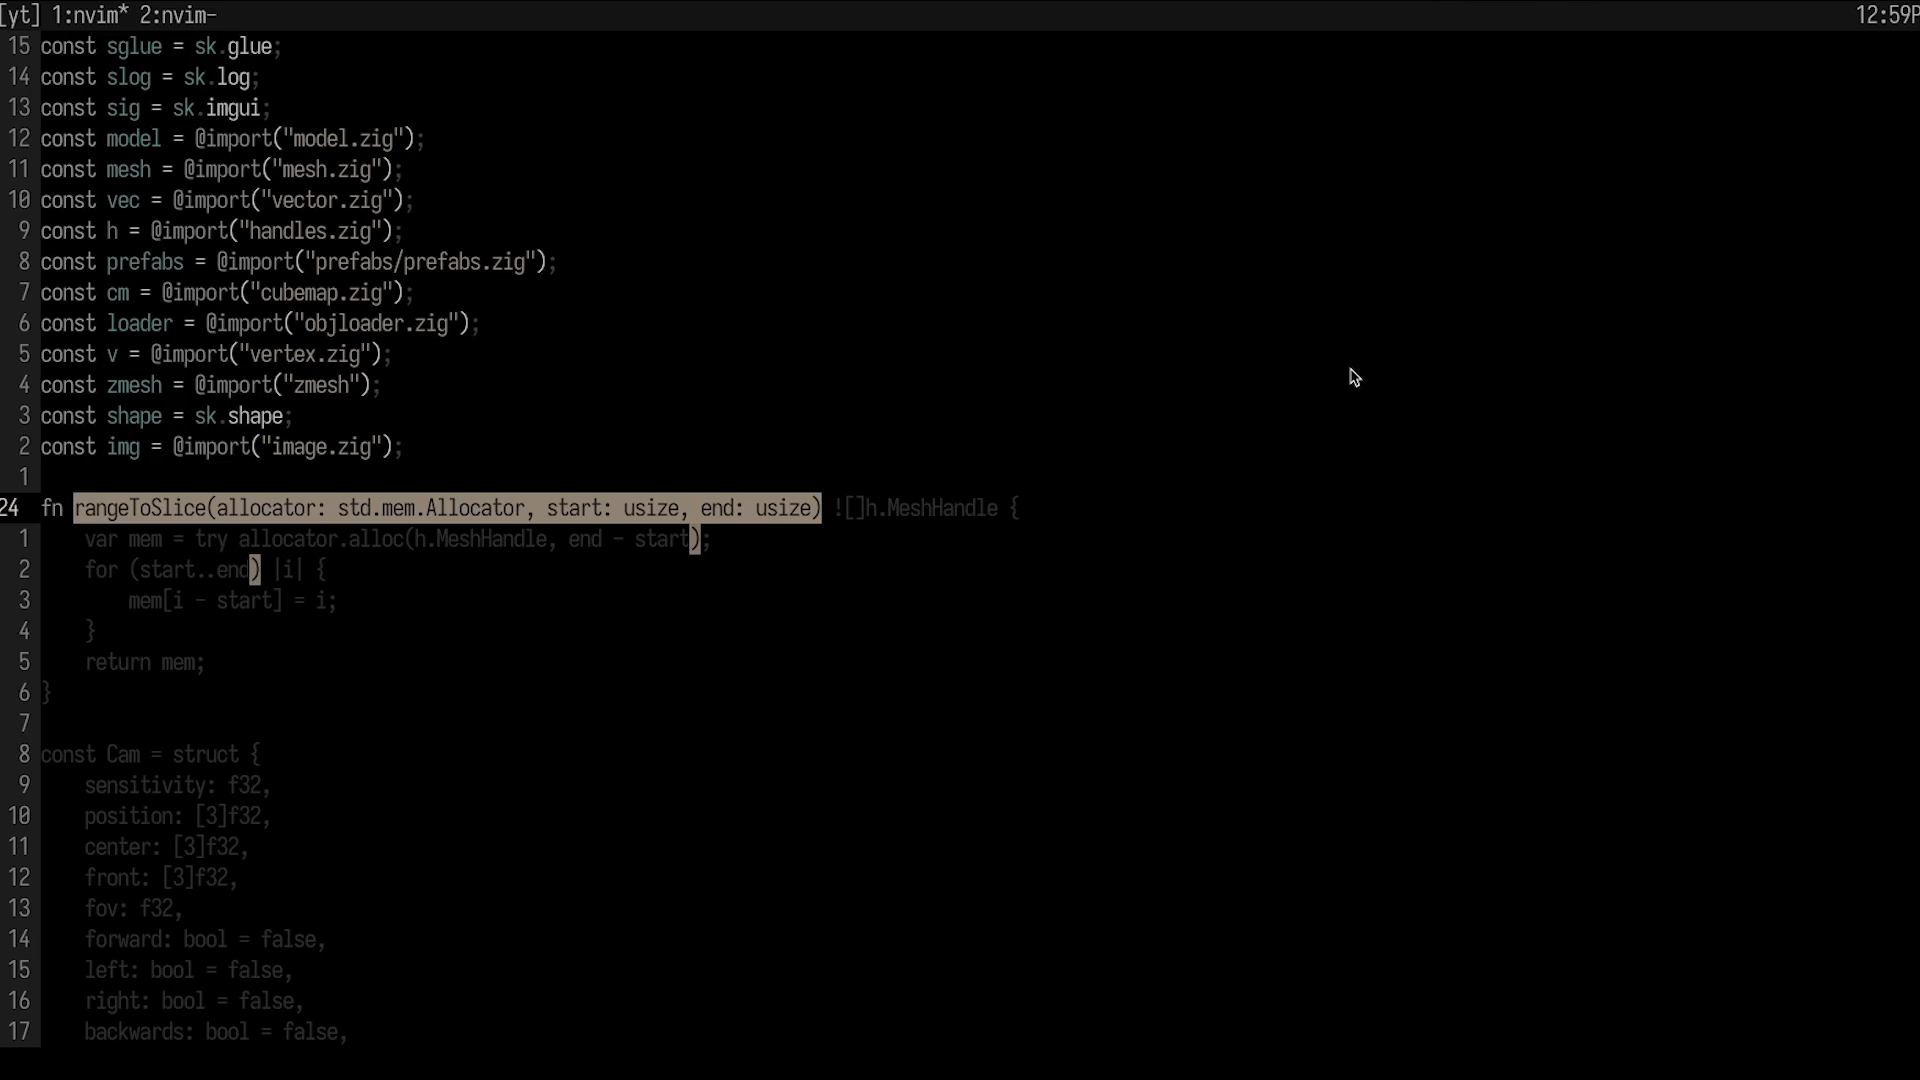 [yt] 1:nvim* 2:nvim- 12:59P
15 const sglue = sk.glue;
14 const slog = sk.log;
13 const sig = sk.imgui;
12 const model = @import("model.zig");
11 const mesh = @import("mesh.zig");
10 const vec = @import("vector.zig");
9 const h = @import("handles.zig");
8 const prefabs = @import("prefabs/prefabs.zig");
7 const cm = @import("cubemap.zig");
6 const loader = @import("objloader.zig");
5 const v = @import("vertex.zig");
4 const zmesh = @import("zmesh");
3 const shape = sk.shape;
2 const img = @import("image.zig");
1
24 fn rangeToSlice(allocator: std.mem.Allocator, start: usize, end: usize) ![]h.MeshHandle {
1     var mem = try allocator.alloc(h.MeshHandle, end - start);
2     for (start..end) |i| {
3         mem[i - start] = i;
4     }
5     return mem;
6 }
7
8 const Cam = struct {
9     sensitivity: f32,
10     position: [3]f32,
11     center: [3]f32,
12     front: [3]f32,
13     fov: f32,
14     forward: bool = false,
15     left: bool = false,
16     right: bool = false,
17     backwards: bool = false,